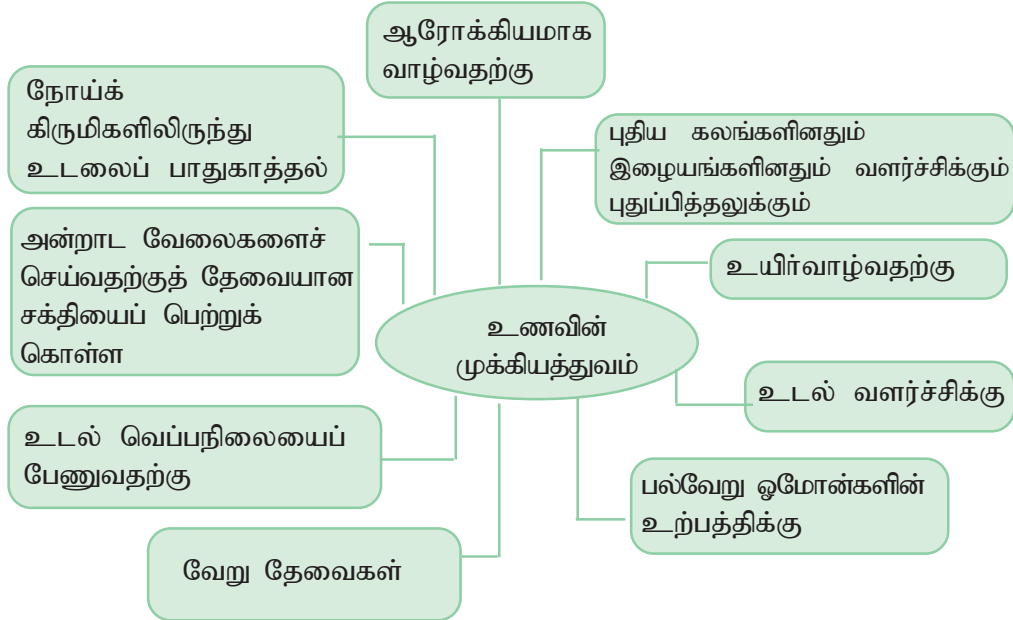 ஆரோக்கியமாக
வாழ்வதற்கு
நோய்க்
கிருமிகளிலிருந்து
உடலைப் பாதுகாத்தல்
புதிய கலங்களினதும்
இழையங்களினதும் வளர்ச்சிக்கும்
புதுப்பித்தலுக்கும்
அன்றாட வேலைகளைச்
செய்வதற்குத் தேவையான
சக்தியைப் பெற்றுக்
கொள்ள
உயிர்வாழ்வதற்கு
உணவின்
முக்கியத்துவம்
உடல் வளர்ச்சிக்கு
உடல் வெப்பநிலையைப்
பேணுவதற்கு
பல்வேறு ஓமோன்களின்
உற்பத்திக்கு
வேறு தேவைகள்